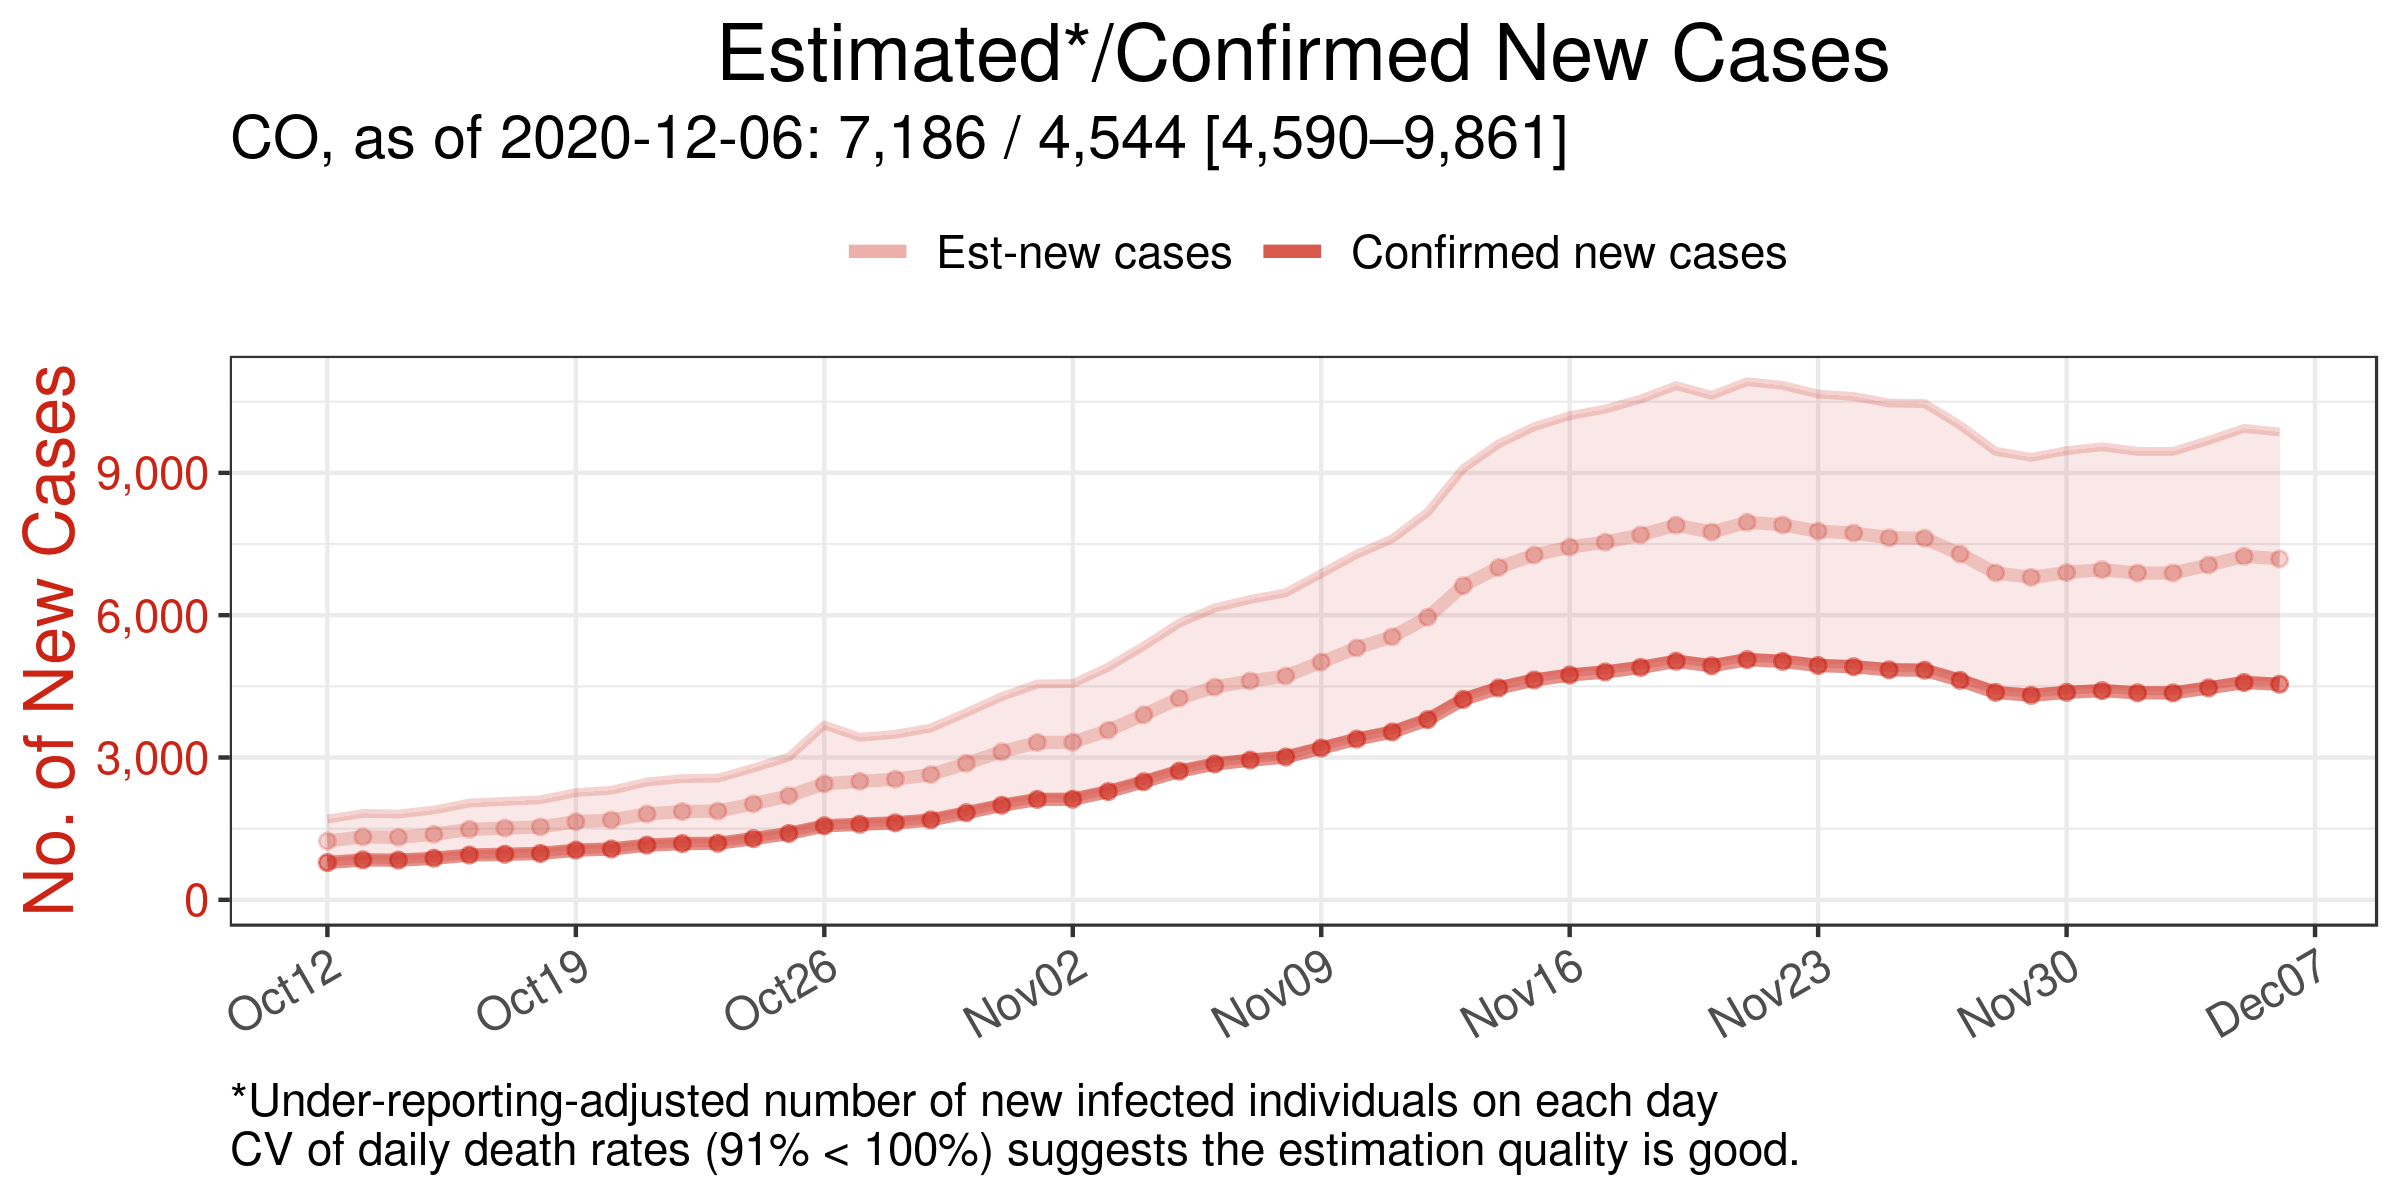 Estimated*/Confirmed New Cases
CO, as of 2020-12-06: 7,186 / 4,544 [4,590–9,861]
Est-new cases Confirmed new cases
No. of New Cases
9,000
6,000
3,000
0
Oct12 Oct19 Oct26 Nov02 Nov09 Nov16 Nov23 Nov30 Dec07
*Under-reporting-adjusted number of new infected individuals on each day
CV of daily death rates (91% < 100%) suggests the estimation quality is good.